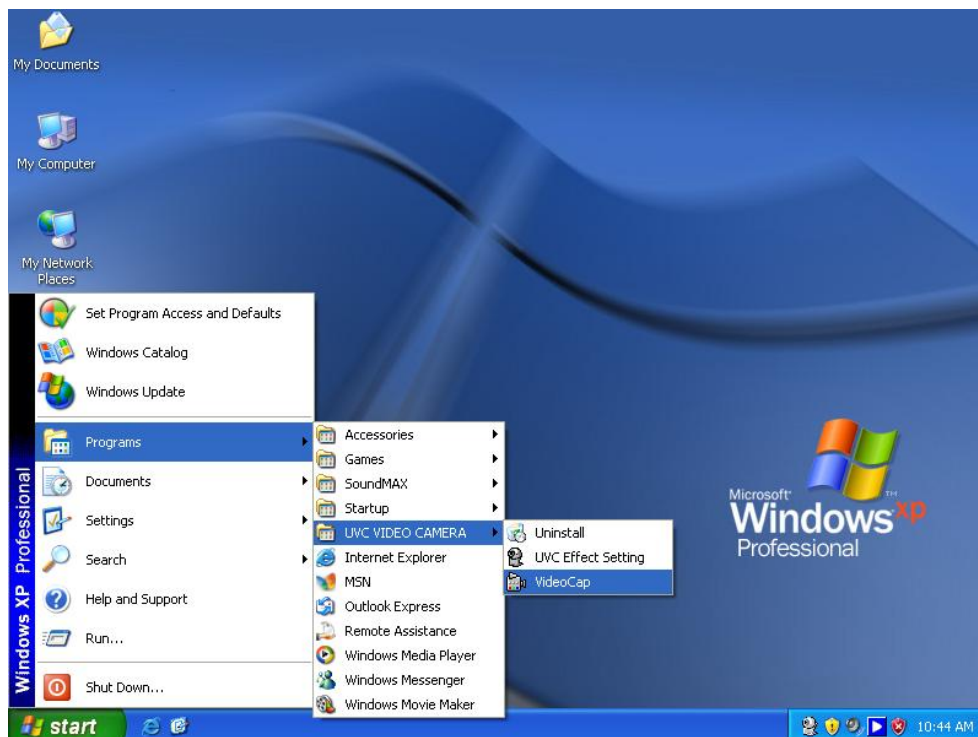 My Documents
My Computer
My Network
Places
Set Program Access and Defaults
Windows Catalog
Windows Update
Programs
Documents
Settings
Search
Help and Support
Run...
Shut Down...
Windows XP Professional
Accessories
Games
SoundMAX
Startup
UVC VIDEO CAMERA
Internet Explorer
MSN
Outlook Express
Remote Assistance
Windows Media Player
Windows Messenger
Windows Movie Maker
Uninstall
UVC Effect Setting
VideoCap
Microsoft
Windows xp
TM
Professional
start
10:44 AM